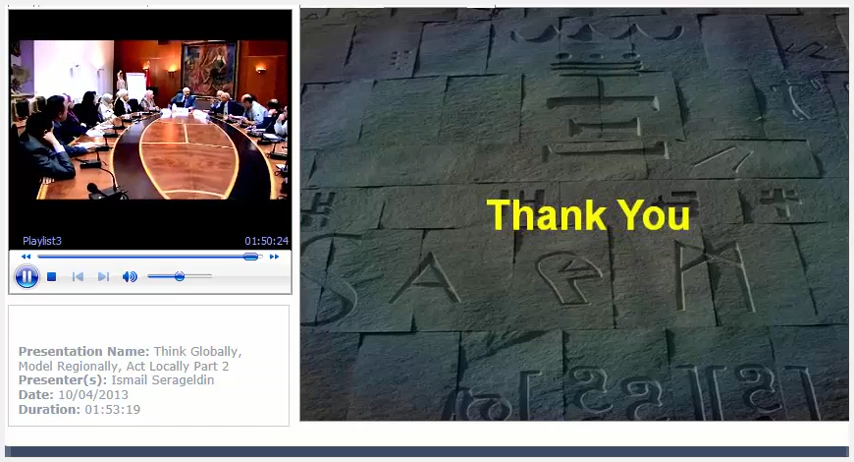 Playlist3 01:50:24
Thank You
Presentation Name: Think Globally,
Model Regionally, Act Locally Part 2
Presenter(s): Ismail Serageldin
Date: 10/04/2013
Duration: 01:53:19